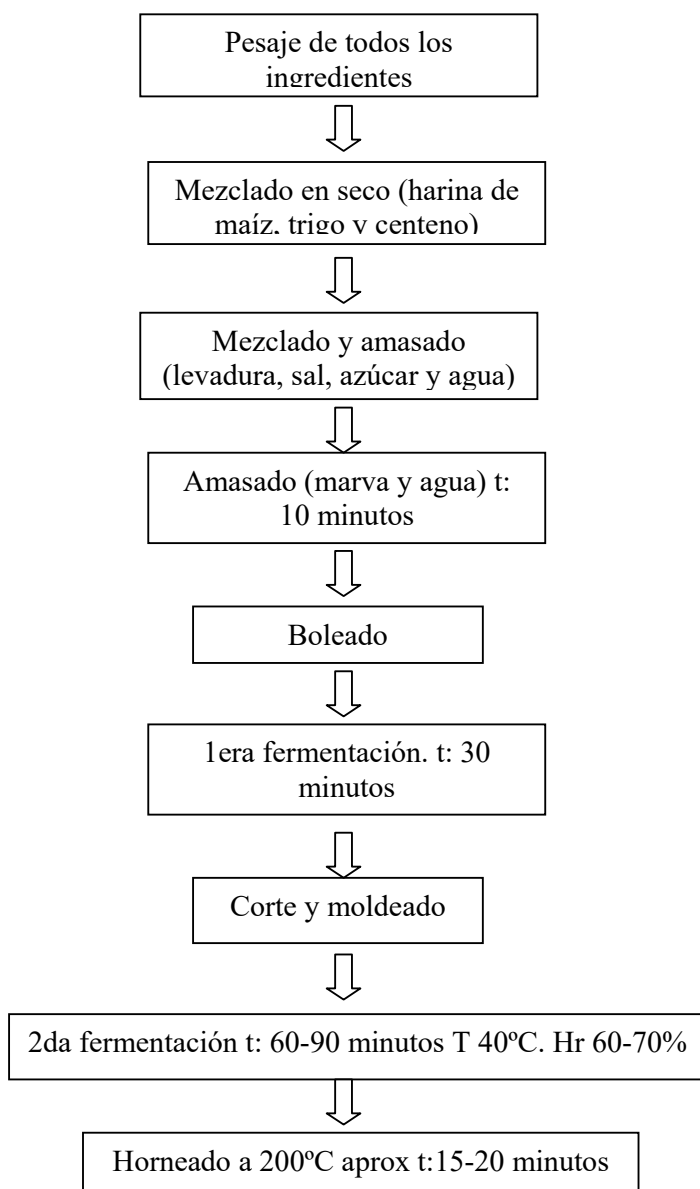 Pesaje de todos los
ingredientes
Mezclado en seco (harina de
maíz, trigo y centeno)
Mezclado y amasado
(levadura, sal, azúcar y agua)
Amasado (marva y agua) t:
10 minutos
Boleado
1era fermentación. t: 30
minutos
Corte y moldeado
2da fermentación t: 60-90 minutos T 40ºC. Hr 60-70%
Horneado a 200ºC aprox t:15-20 minutos